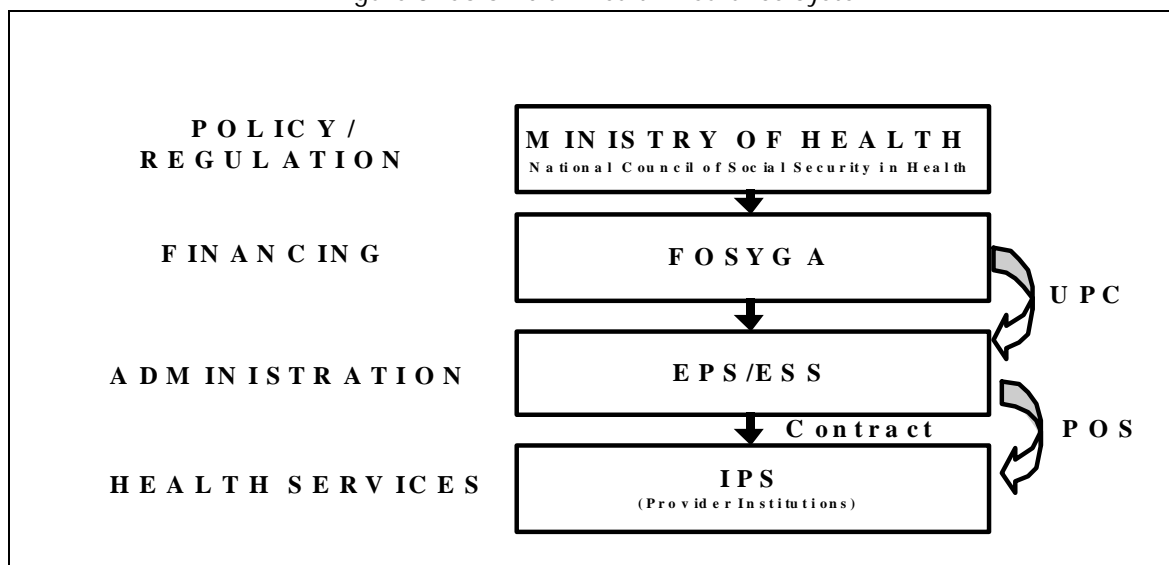 POLICY/
REGULATION
MINISTRY OF HEALTH
National Council of Social Security in Health
FINANCING
FOSYGA
UPC
ADMINISTRATION
EPS/ESS
Contract
POS
HEALTH SERVICES
IPS
(Provider Institutions)